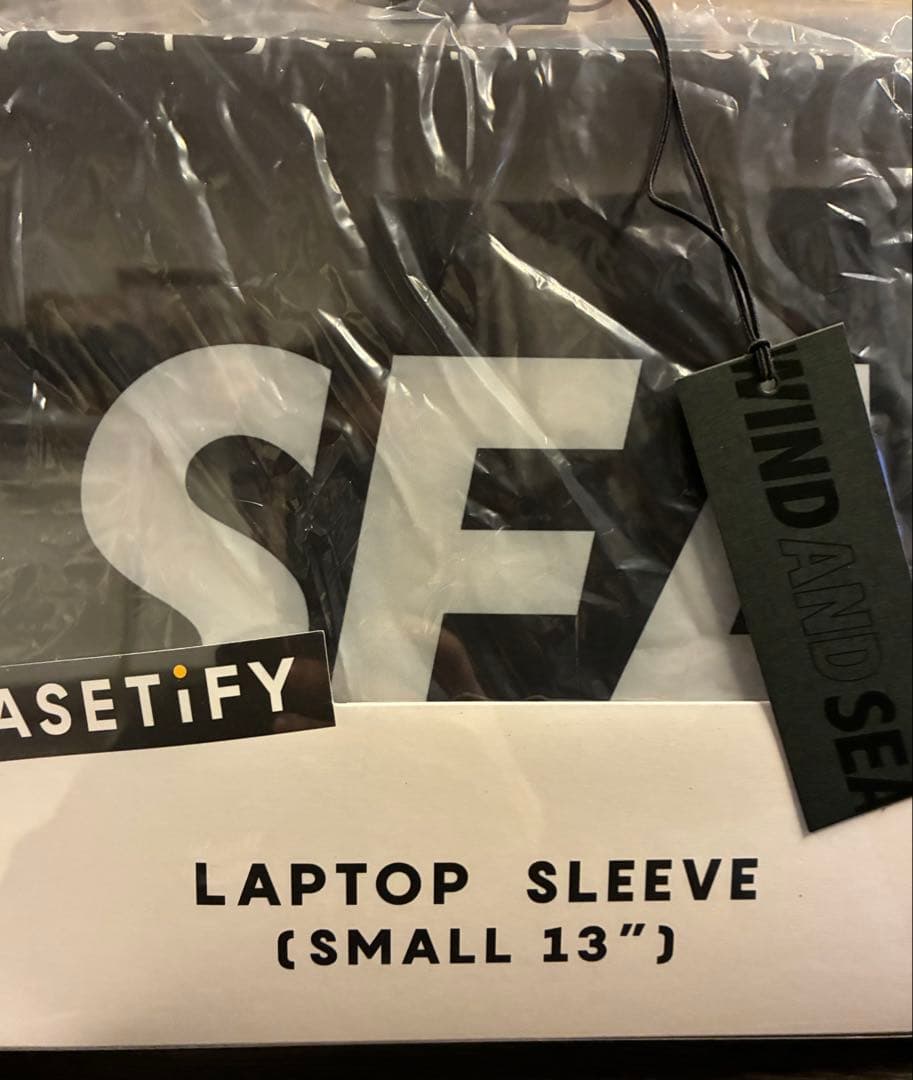 SEA
WIND AND SEA
ASETiFY
LAPTOP SLEEVE
(SMALL 13")